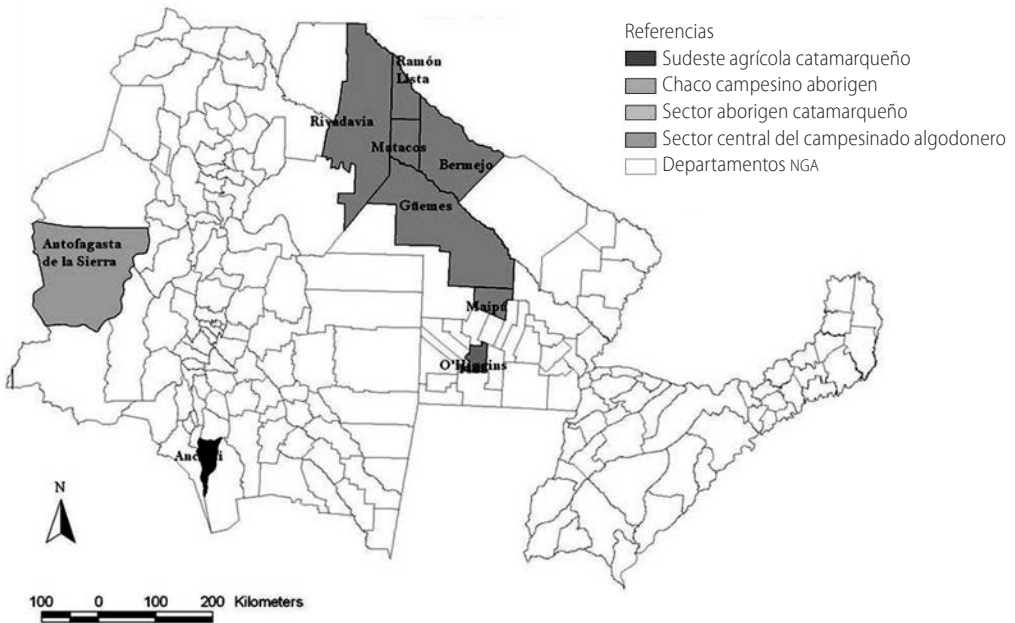 Referencias
Sudeste agrícola catamarqueño
Chaco campesino aborigen
Sector aborigen catamarqueño
Sector central del campesinado algodonero
Departamentos NGA
Ramón
Lista
Rivadavia
Matacos
Bermejo
Güemes
Antofagasta
de la Sierra
Maipú
O'Higgins
N
100 0 100 200 Kilometers